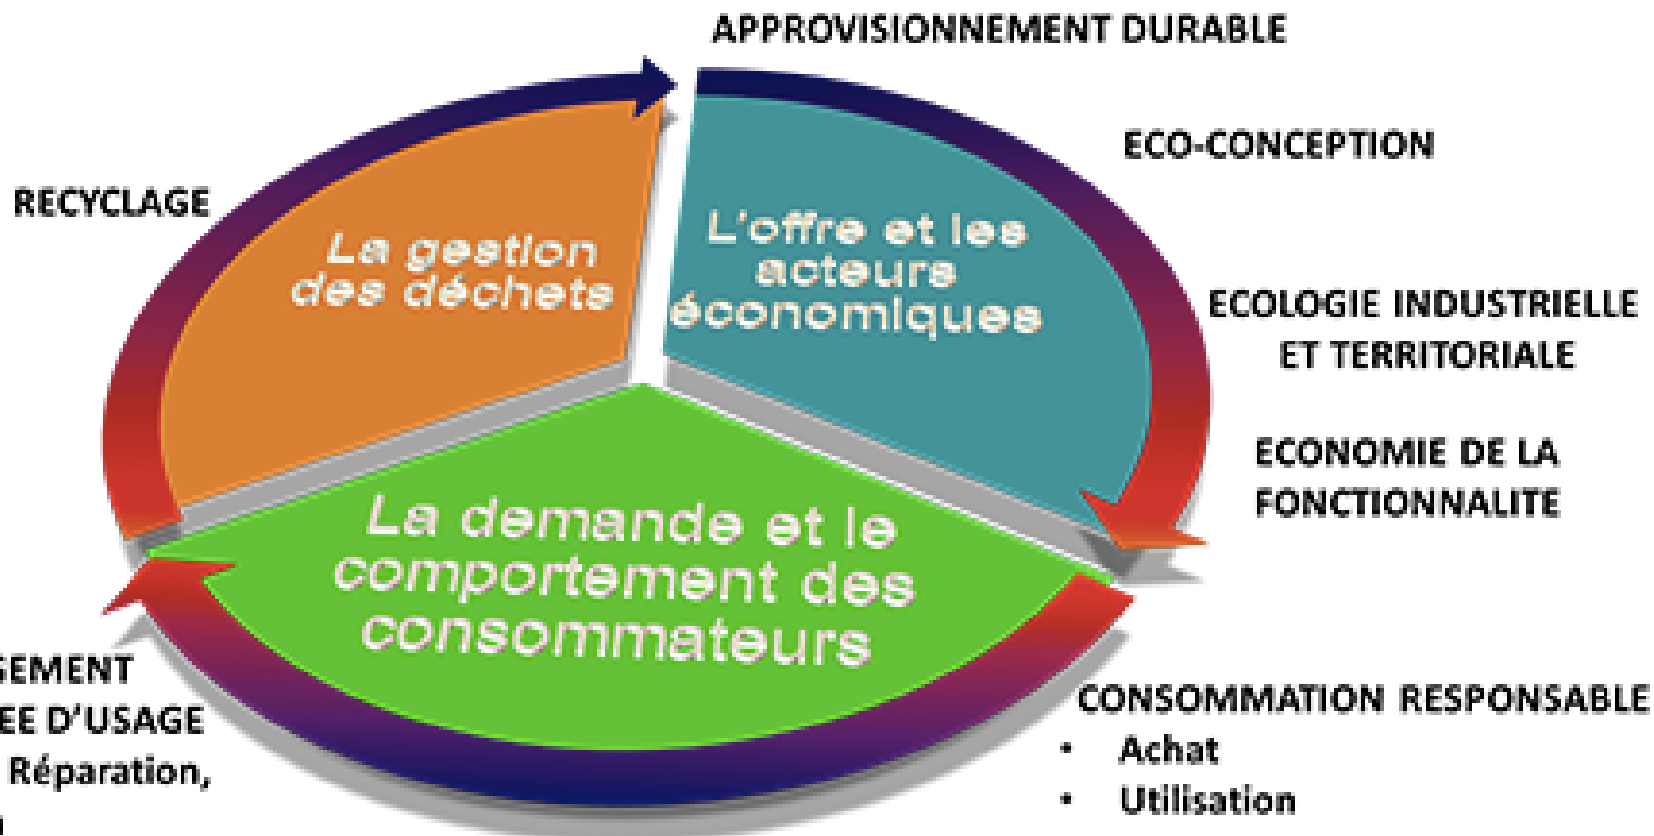 APPROVISIONNEMENT DURABLE
ECO-CONCEPTION
RECYCLAGE
La gestion
des déchets
L'offre et les
acteurs
économiques
ECOLOGIE INDUSTRIELLE
ET TERRITORIALE
ECONOMIE DE LA
FONCTIONNALITE
La demande et le
comportement des
consommateurs
D'USAGE
Réparation,
CONSOMMATION RESPONSABLE
• Achat
• Utilisation